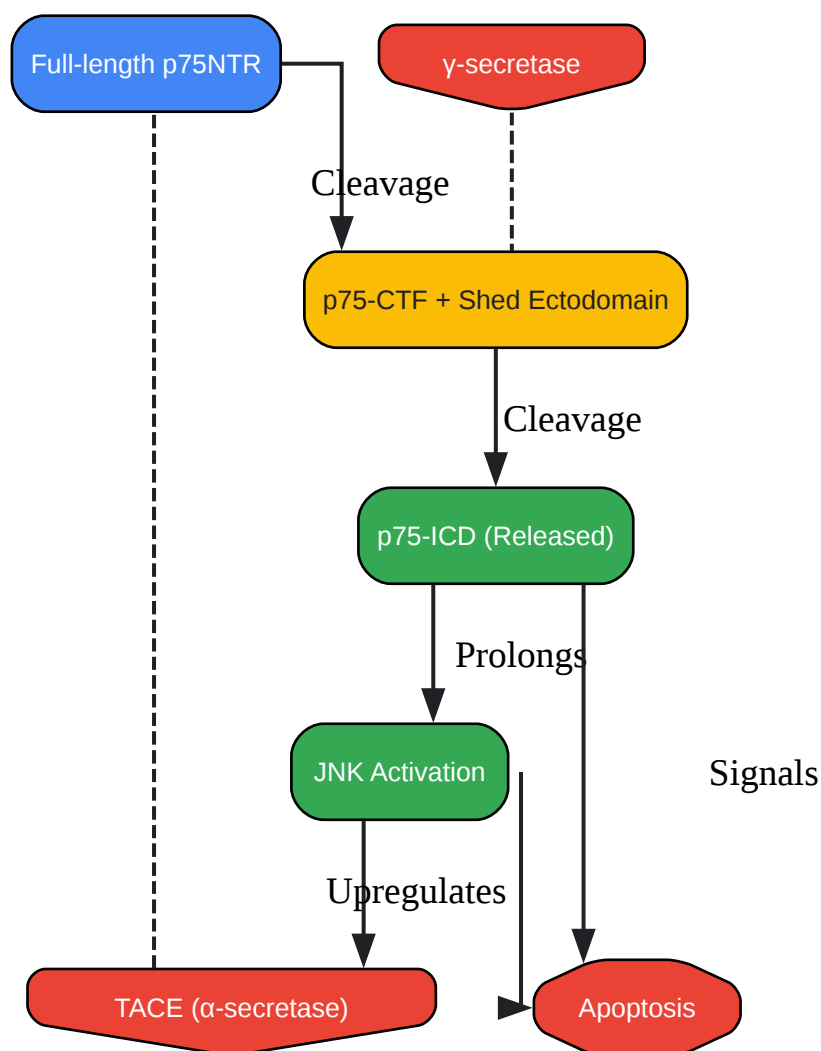 Full-length p75NTR
γ-secretase
Cleavage
p75-CTF + Shed Ectodomain
Cleavage
p75-ICD (Released)
Prolongs
JNK Activation
Signals
Upregulates
TACE (α-secretase)
Apoptosis